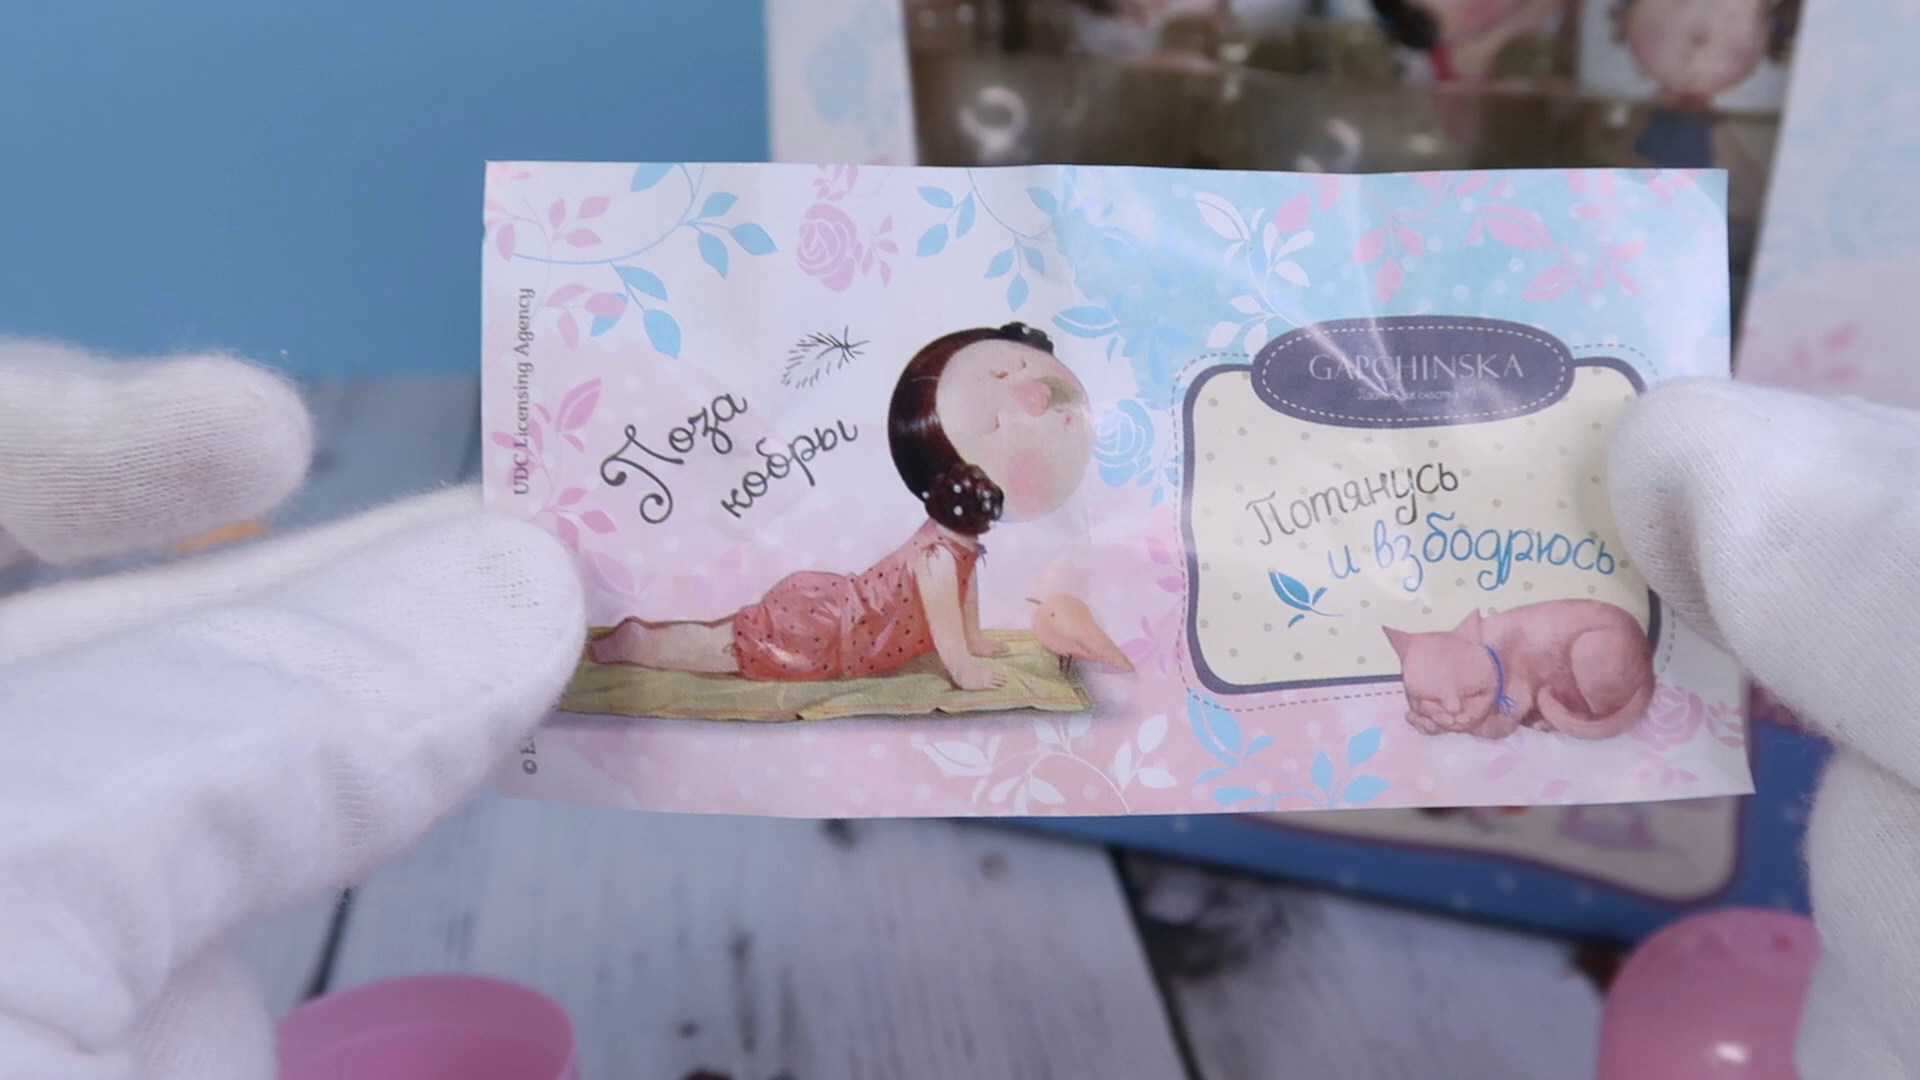 UDC Licensing Agency
©
Поза
кобры
GAPCHINSKA
Потянусь
и взбодрюсь